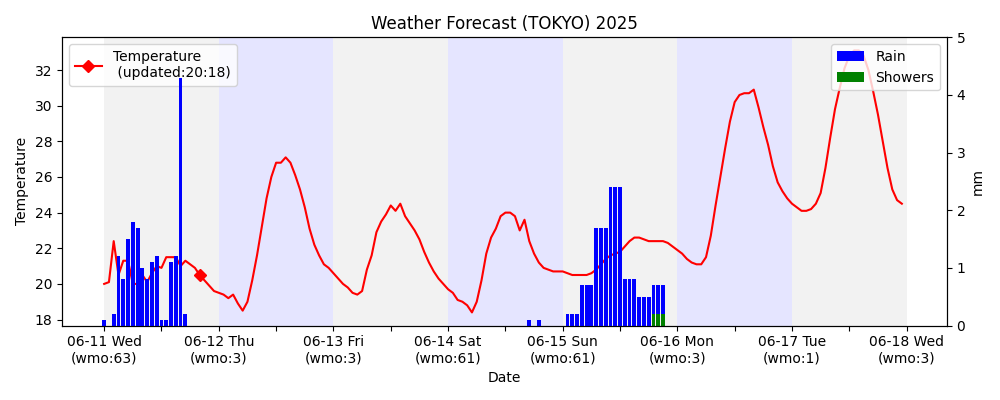 Weather Forecast (TOKYO) 2025
Temperature
(updated:20:18)
Rain
Showers
Temperature
32
30
28
26
24
22
20
18
5
4
3
2
1
0
mm
06-11 Wed
(wmo:63)
06-12 Thu
(wmo:3)
06-13 Fri
(wmo:3)
06-14 Sat
(wmo:61)
06-15 Sun
(wmo:61)
06-16 Mon
(wmo:3)
06-17 Tue
(wmo:1)
06-18 Wed
(wmo:3)
Date